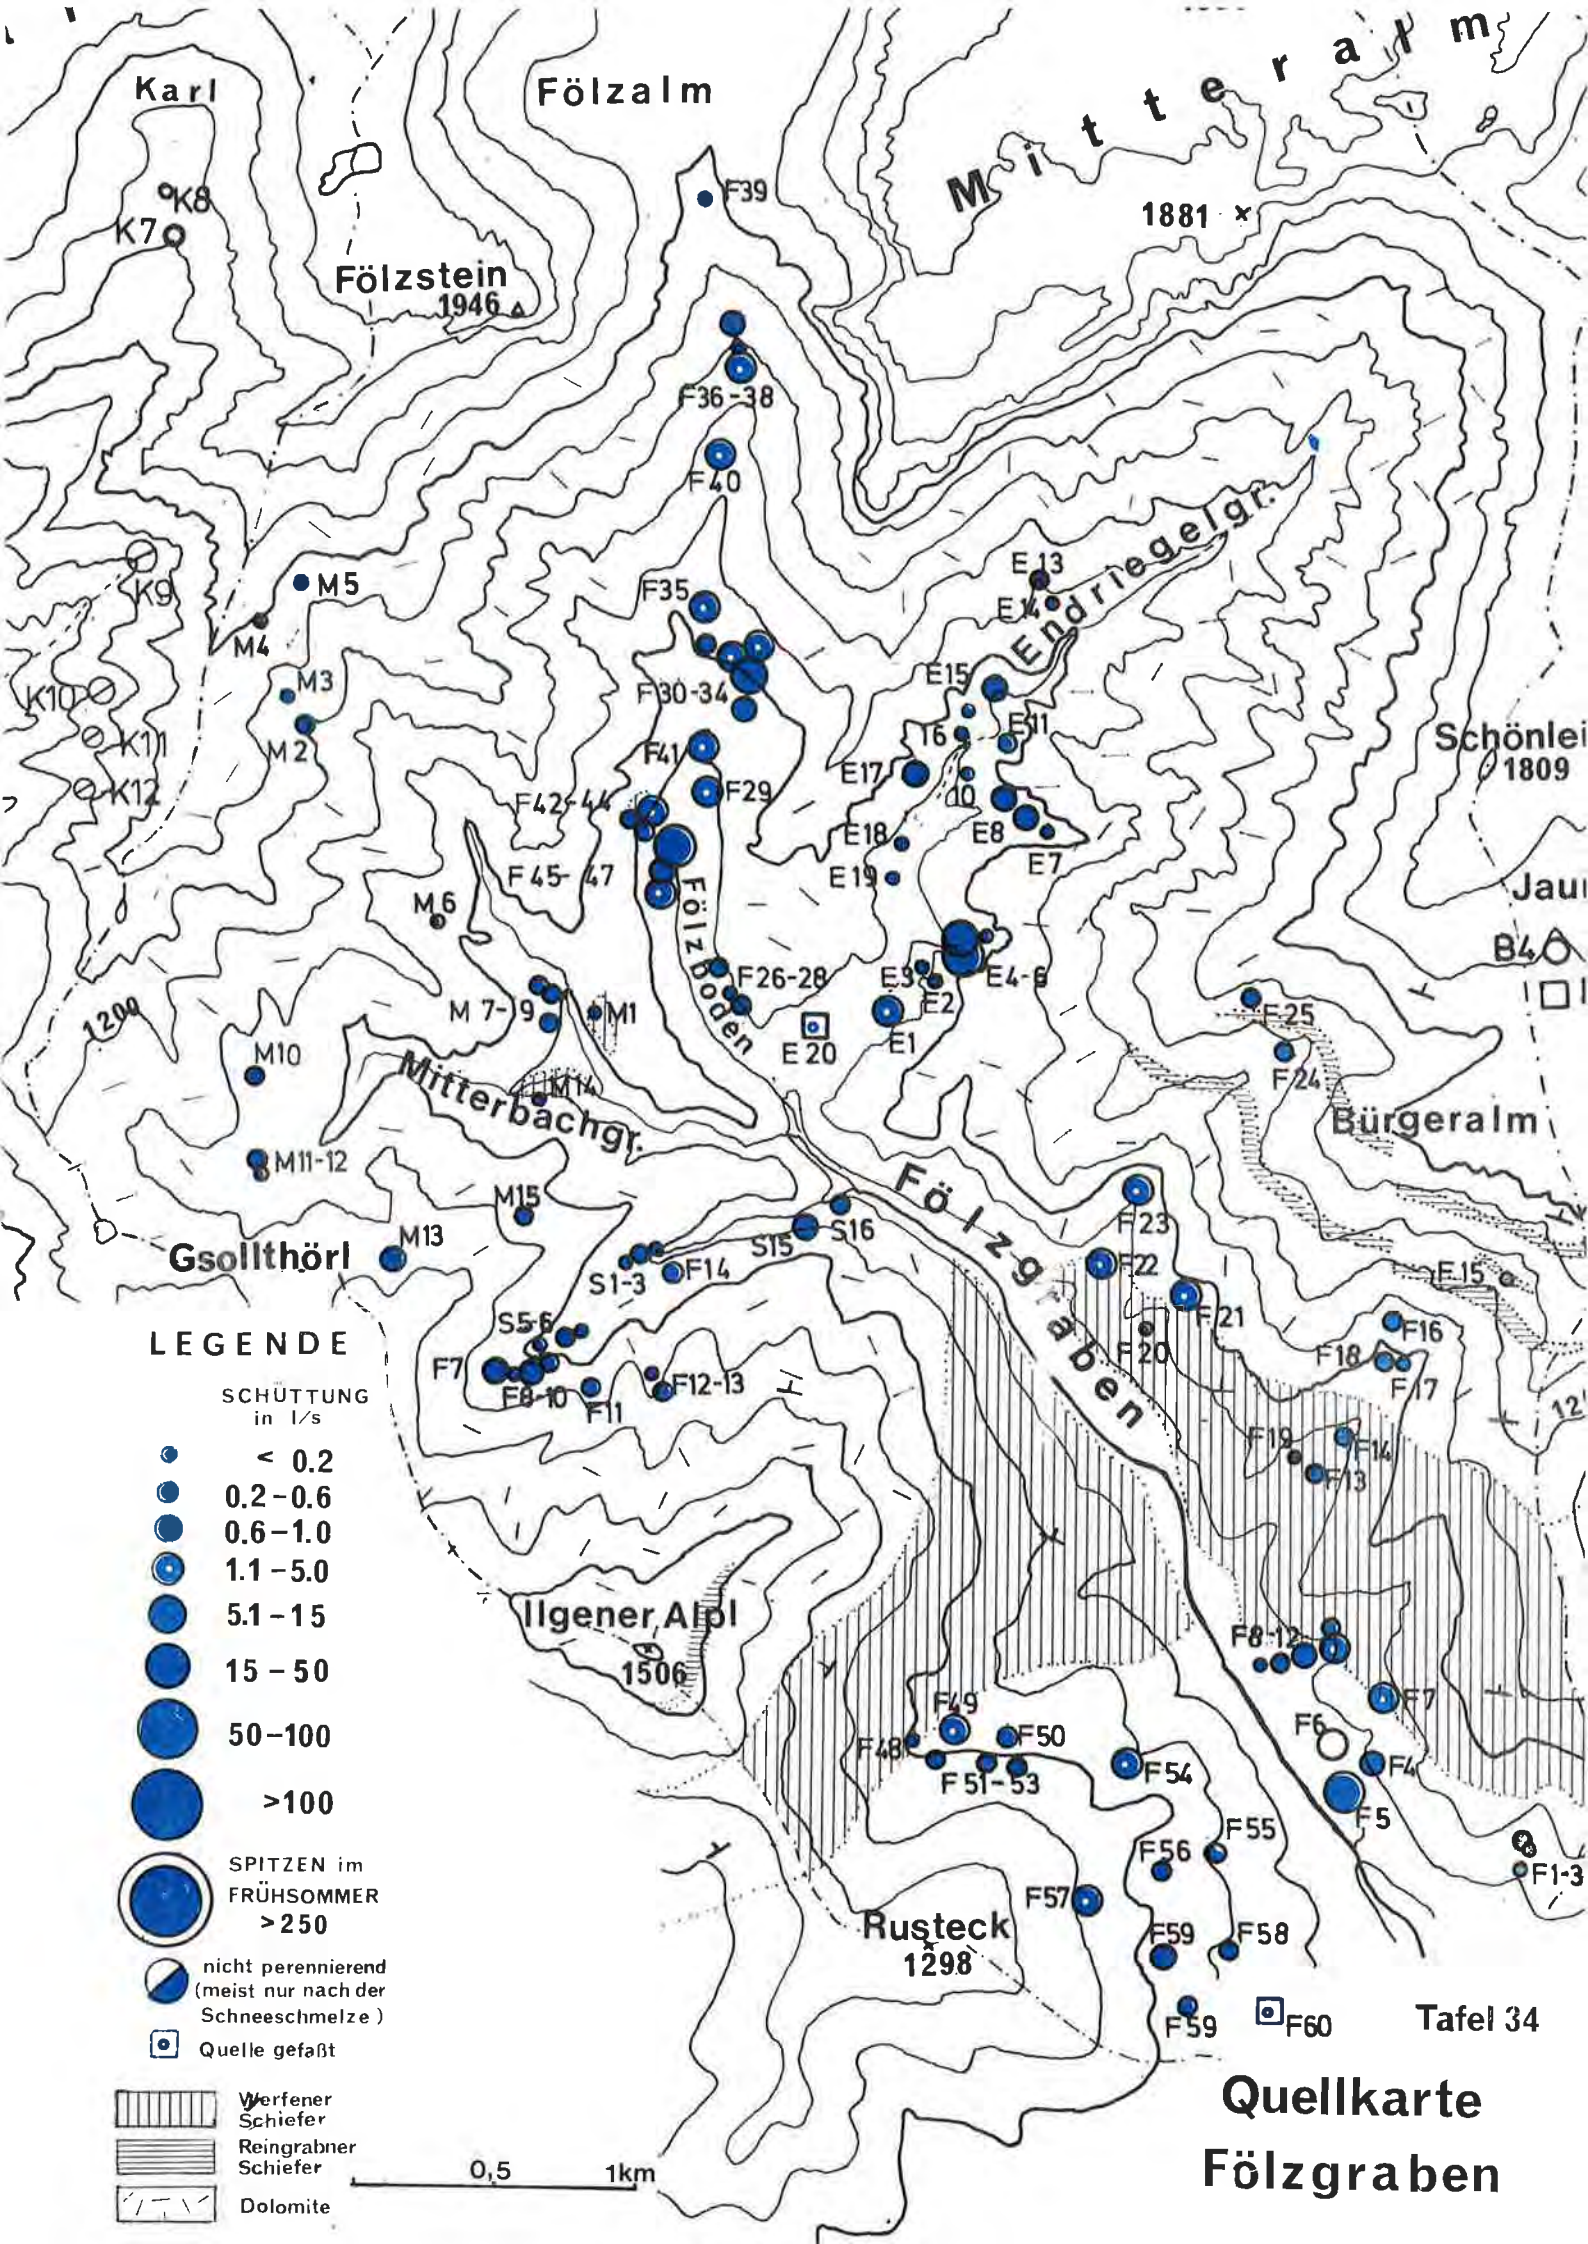 Karl
Fölzalm
Mitteralm
K8
K7
F39
1881
Fölzstein
1946
F36-38
F40
Endriegelgr.
K9
M5
M4
F35
E13
E14
K10
M3
M2
F30-34
E15
16
E11
K11
F41
E17
10
Schönlei
1809
K12
F42-44
F29
E18
E8
E7
F45-47
E19
Jau
M6
Fölzboden
B4
F26-28
E3
E2
E4-6
1200
M7-9
M1
E20
E1
F25
M10
M14
F24
Mitterbachgr.
Bürgeralm
M11-12
Fölzgraben
M15
F23
M13
S15
S16
Gsollthörl
S1-3
F14
F22
F15
F21
S5-6
F20
F16
F18
F17
F7
F8-10
F11
F12-13
12
F19
F14
F13
LEGENDE
SCHÜTTUNG
in l/s
< 0.2
0.2-0.6
0.6-1.0
1.1-5.0
5.1-15
15-50
50-100
>100
SPITZEN im
FRÜHSOMMER
>250
nicht perennierend
(meist nur nach der
Schneeschmelze)
Quelle gefaßt
Werfener
Schiefer
Reingrabner
Schiefer
Dolomite
Ilgener Alpl
1506
F8-12
F7
F49
F50
F6
F48
F51-53
F54
F4
F5
F55
F56
F1-3
F57
Rusteck
1298
F59
F58
F59
F60
Tafel 34
0,5
1km
Quellkarte
Fölzgraben